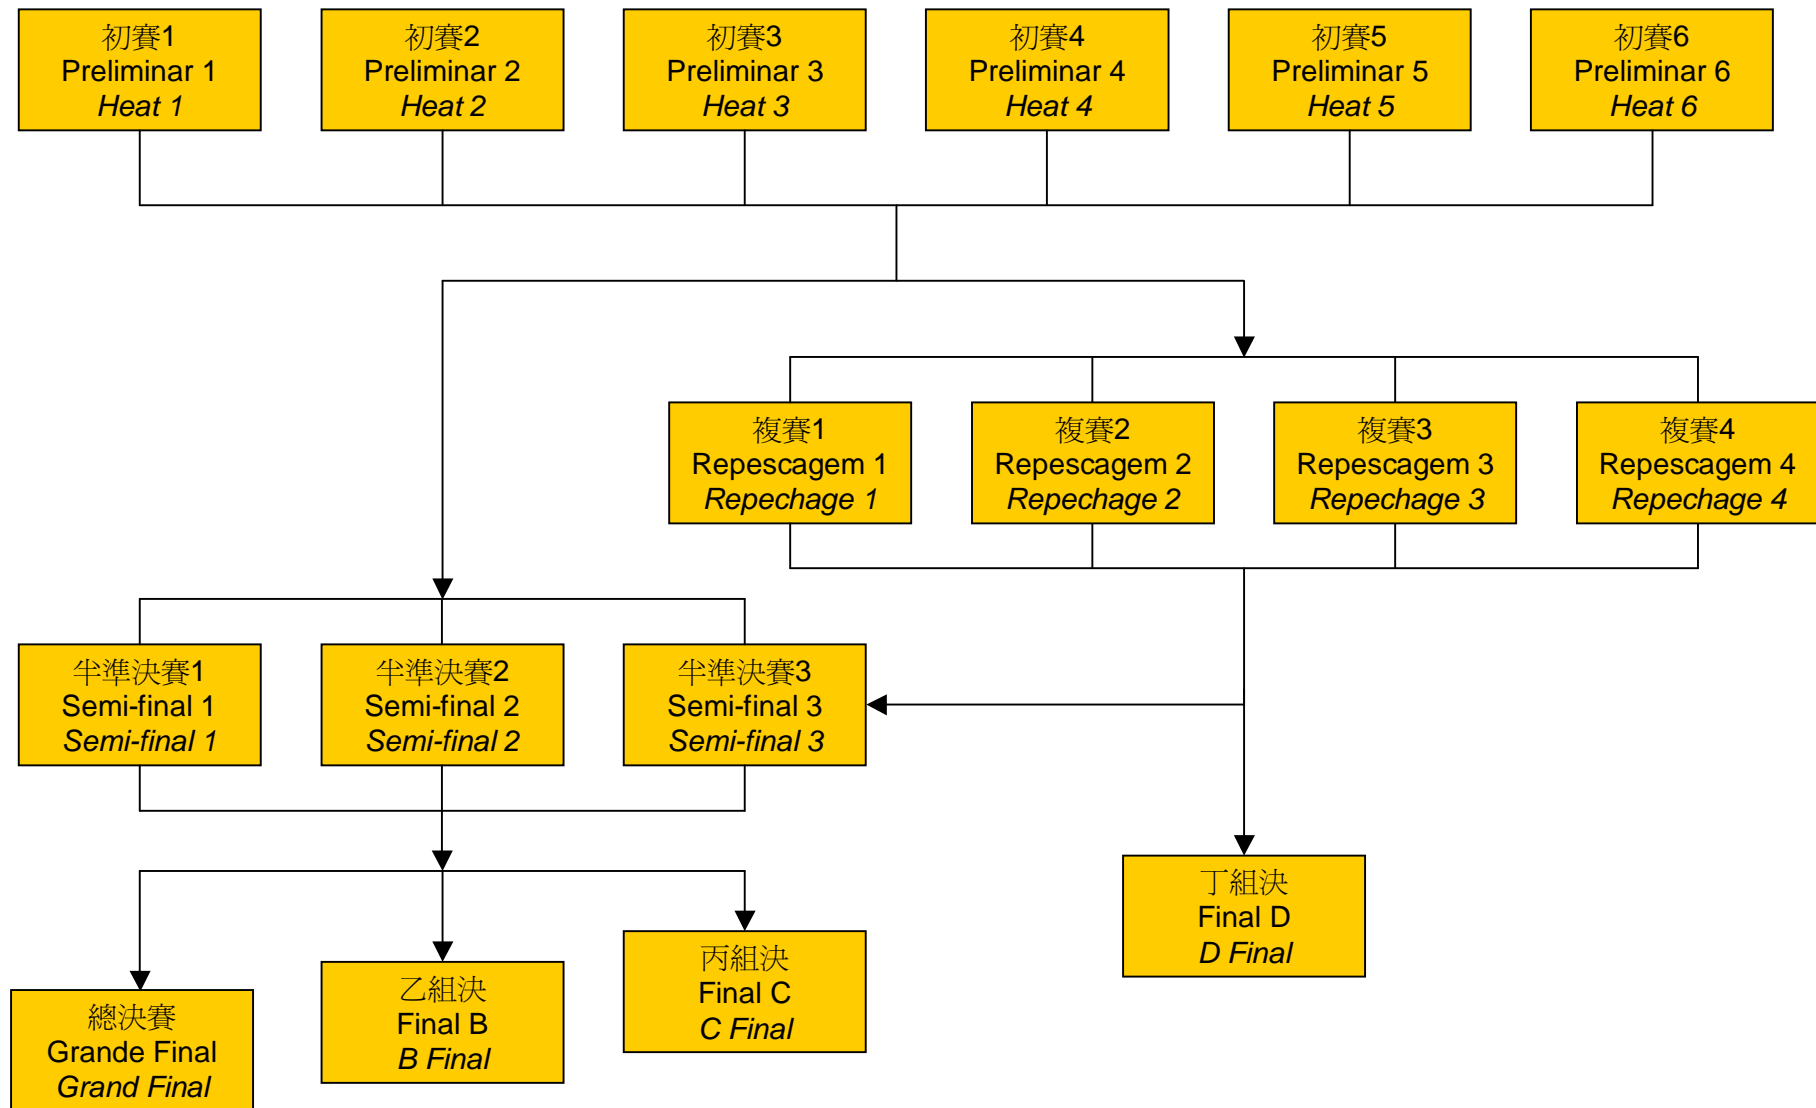 初賽1
Preliminar 1
Heat 1
初賽2
Preliminar 2
Heat 2
初賽3
Preliminar 3
Heat 3
初賽4
Preliminar 4
Heat 4
初賽5
Preliminar 5
Heat 5
初賽6
Preliminar 6
Heat 6
複賽1
Repescagem 1
Repechage 1
複賽2
Repescagem 2
Repechage 2
複賽3
Repescagem 3
Repechage 3
複賽4
Repescagem 4
Repechage 4
半準決賽1
Semi-final 1
Semi-final 1
半準決賽2
Semi-final 2
Semi-final 2
半準決賽3
Semi-final 3
Semi-final 3
總決賽
Grande Final
Grand Final
乙組決
Final B
B Final
丙組決
Final C
C Final
丁組決
Final D
D Final